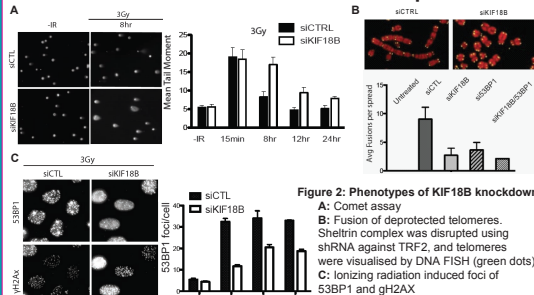 A
3Gy
-IR
8hr
siCTL
siKIF18B
Mean Tail Moment
25
20
15
10
5
0
3Gy
siCTRL
siKIF18B
-IR
15min
8hr
12hr
24hr
B
siCTRL
siKIF18B
Avg Fusions per spread
15
10
5
0
Untreated
siCTL
siKIF18B
si53BP1
siKIF18B/53BP1
C
3Gy
siCTL
siKIF18B
53BP1
γH2Ax
53BP1 foci/cell
40
30
20
10
0
siCTL
siKIF18B
Figure 2: Phenotypes of KIF18B knockdown
A: Comet assay
B: Fusion of deprotected telomeres.
Sheltrin complex was disrupted using
shRNA against TRF2, and telomeres
were visualised by DNA FISH (green dots)
C: Ionizing radiation induced foci of
53BP1 and gH2AX